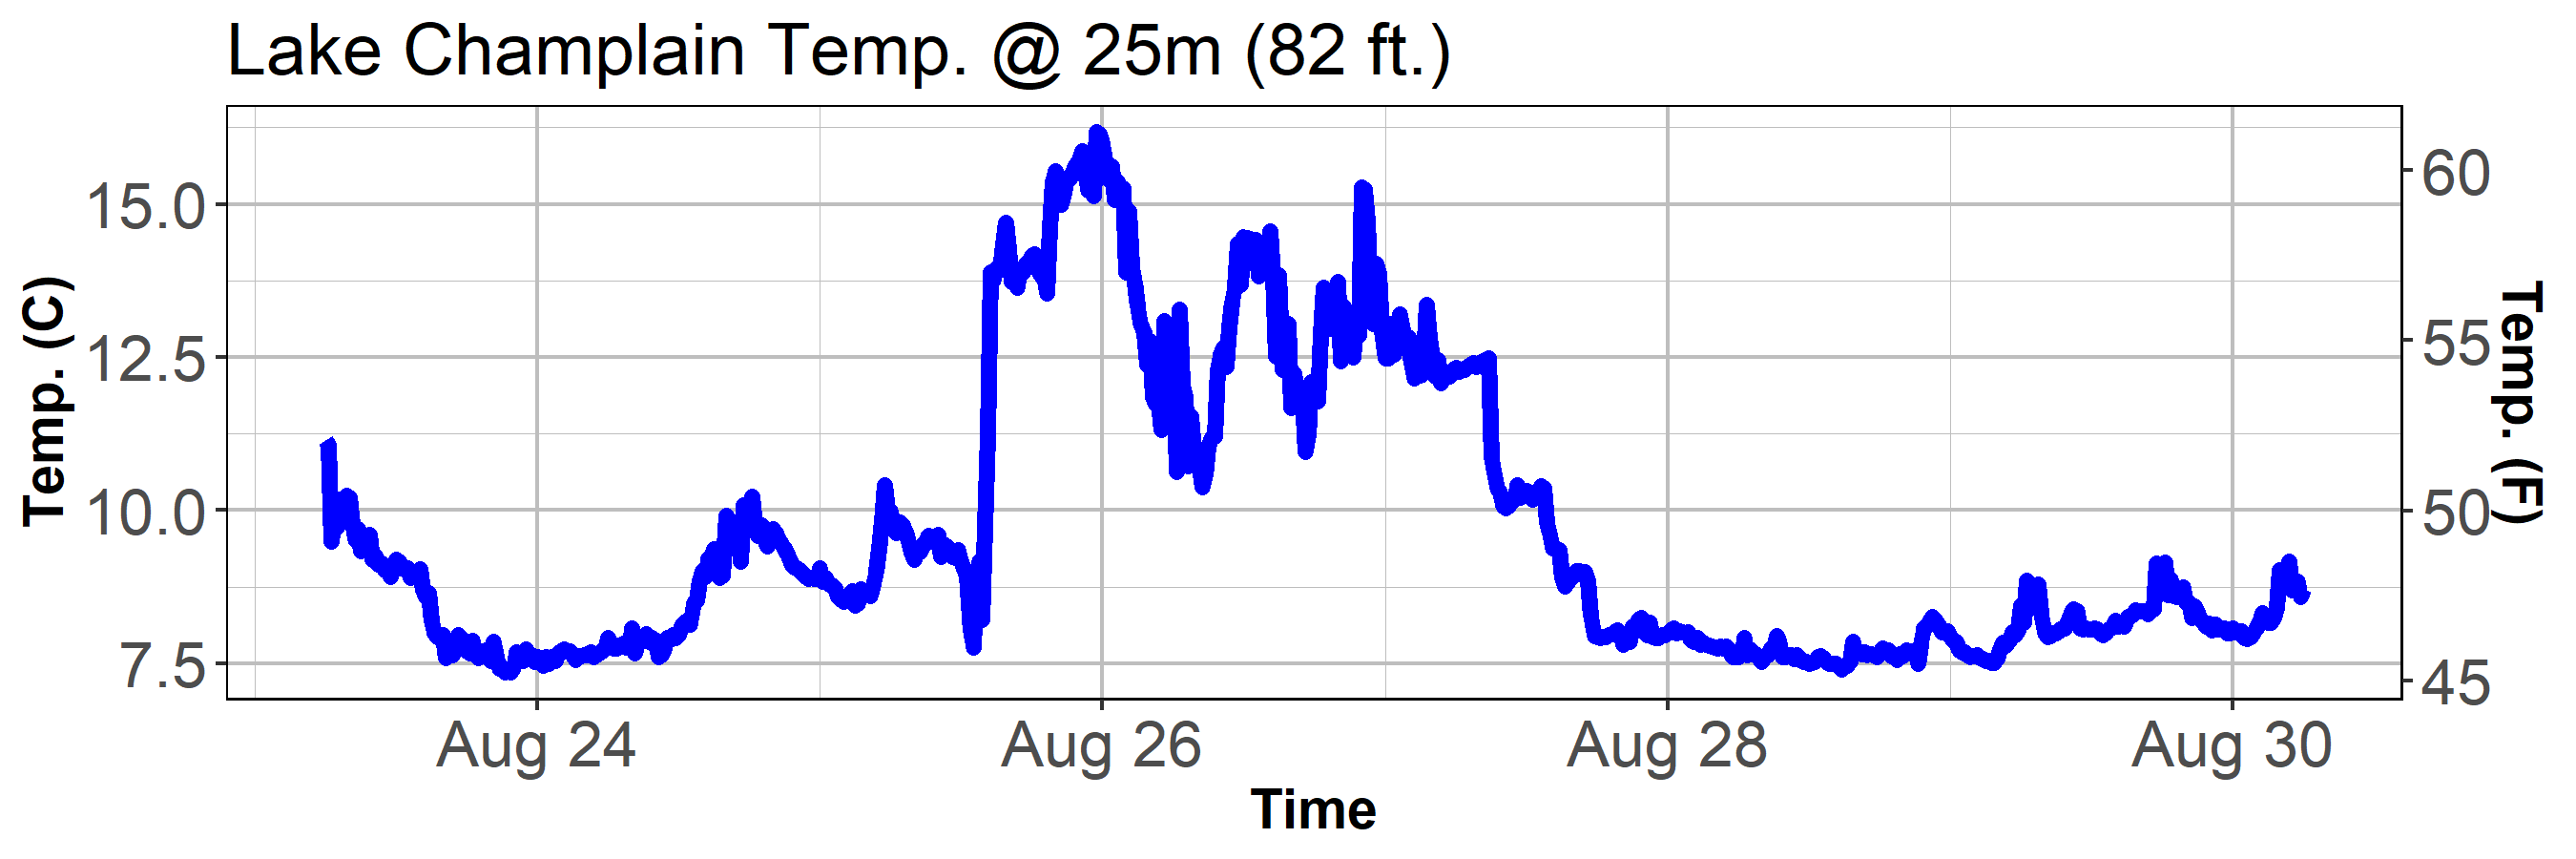 Lake Champlain Temp. @ 25m (82 ft.)
Temp. (C)
15.0
12.5
10.0
7.5
60
55
50
45
Temp. (F)
Aug 24
Aug 26
Aug 28
Aug 30
Time